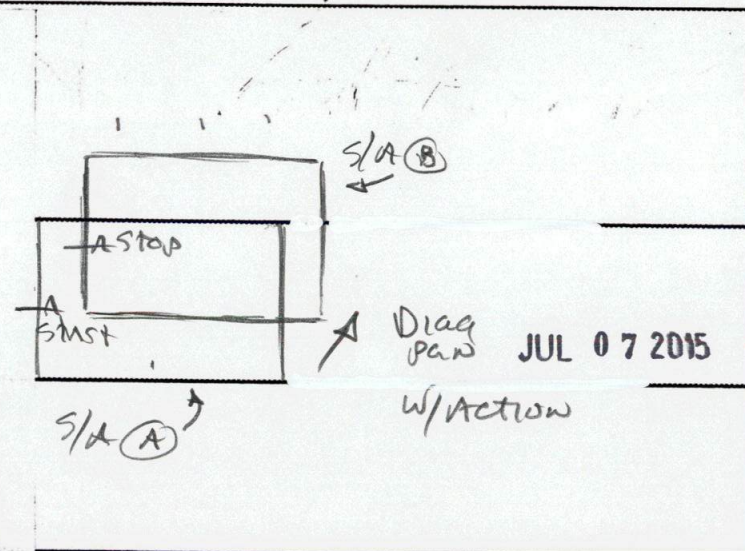 S/A B
A Stop
A
Start
Diag
pan
JUL 07 2015
W/Action
S/A A